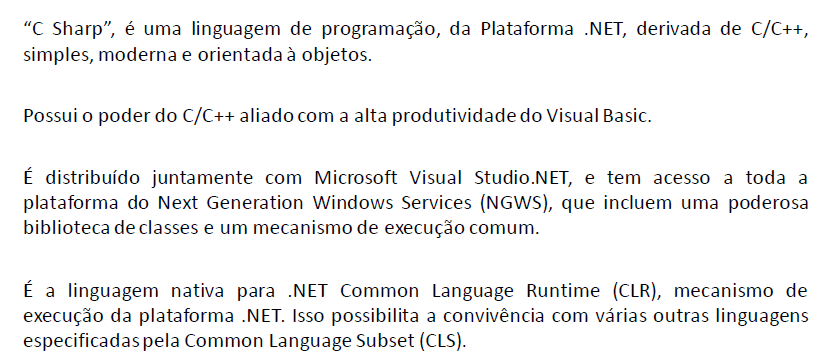 “C Sharp”, é uma linguagem de programação, da Plataforma .NET, derivada de C/C++,
simples, moderna e orientada à objetos.
Possui o poder do C/C++ aliado com a alta produtividade do Visual Basic.
É distribuído juntamente com Microsoft Visual Studio.NET, e tem acesso a toda a
plataforma do Next Generation Windows Services (NGWS), que incluem uma poderosa
biblioteca de classes e um mecanismo de execução comum.
É a linguagem nativa para .NET Common Language Runtime (CLR), mecanismo de
execução da plataforma .NET. Isso possibilita a convivência com várias outras linguagens
especificadas pela Common Language Subset (CLS).